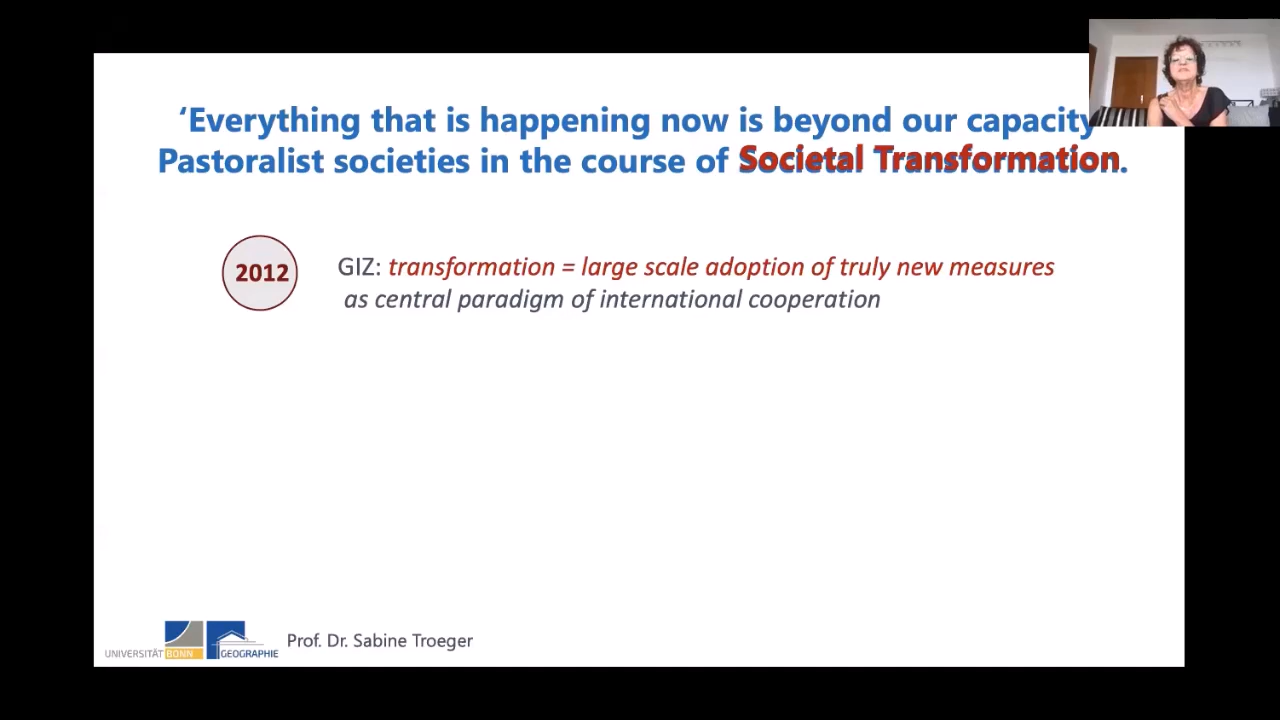 ‘Everything that is happening now is beyond our capacity
Pastoralist societies in the course of Societal Transformation.
2012
GIZ: transformation = large scale adoption of truly new measures
as central paradigm of international cooperation
UNIVERSITÄT BONN
GEOGRAPHIE
Prof. Dr. Sabine Troeger